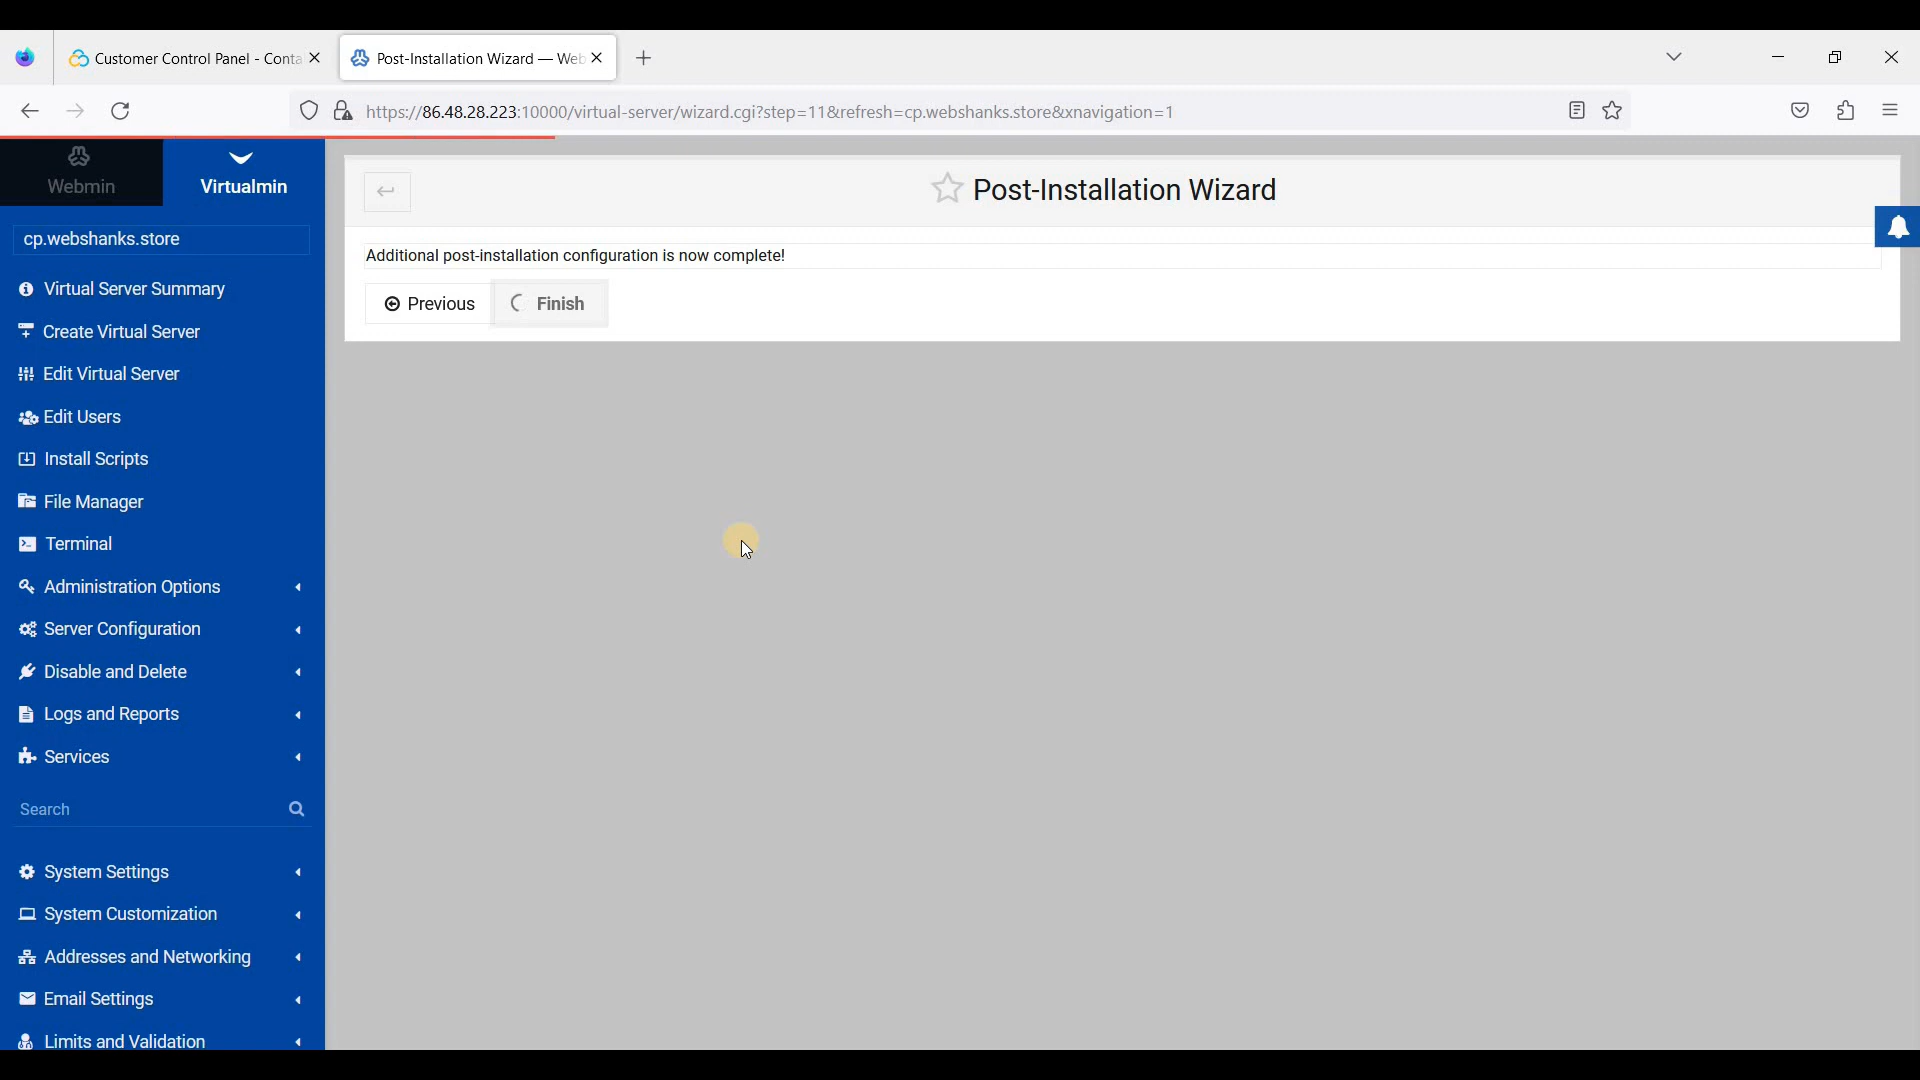 Customer Control Panel - Conta
Post-Installation Wizard — Web
https://86.48.28.223:10000/virtual-server/wizard.cgi?step=11&refresh=cp.webshanks.store&xnavigation=1
Webmin
Virtualmin
cp.webshanks.store
Virtual Server Summary
Create Virtual Server
Edit Virtual Server
Edit Users
Install Scripts
File Manager
Terminal
Administration Options
Server Configuration
Disable and Delete
Logs and Reports
Services
Search
System Settings
System Customization
Addresses and Networking
Email Settings
Limits and Validation
Post-Installation Wizard
Additional post-installation configuration is now complete!
Previous
Finish